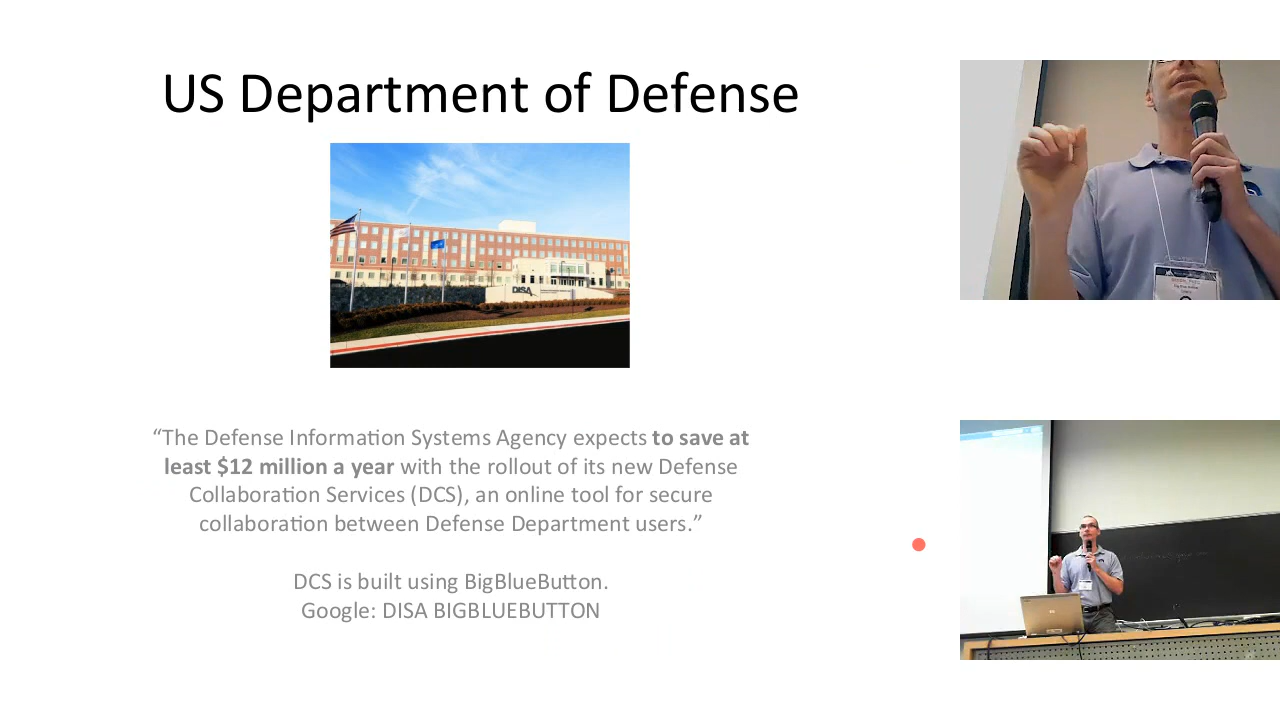 US Department of Defense
DISA
“The Defense Information Systems Agency expects to save at
least $12 million a year with the rollout of its new Defense
Collaboration Services (DCS), an online tool for secure
collaboration between Defense Department users.”
DCS is built using BigBlueButton.
Google: DISA BIGBLUEBUTTON